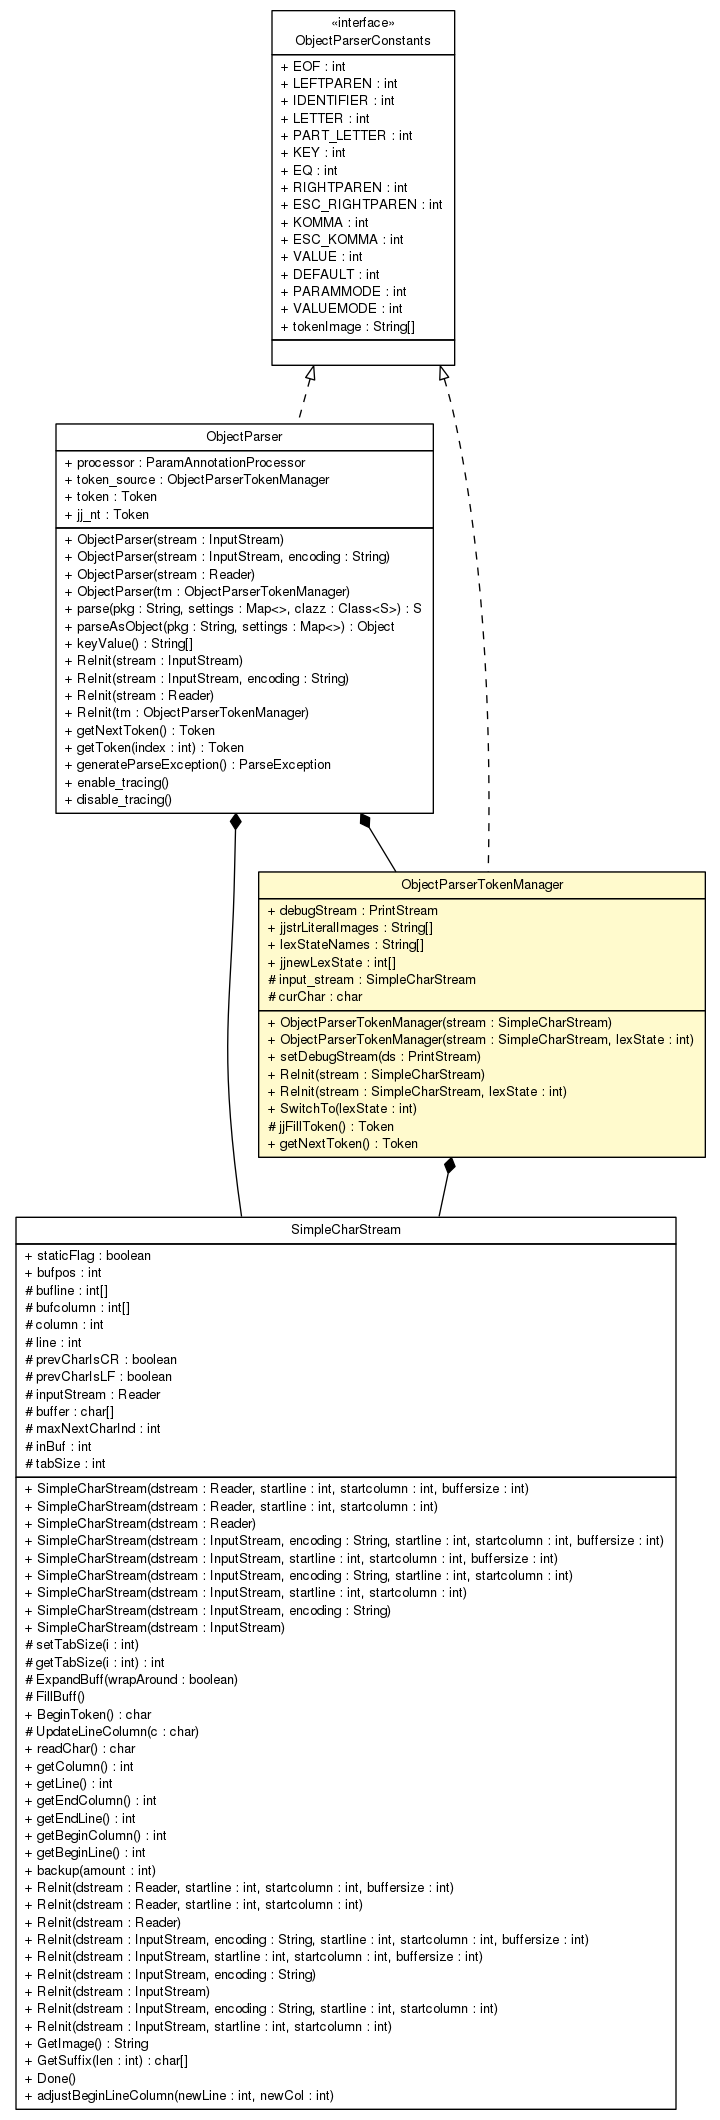 «interface»
ObjectParserConstants
+ EOF : int
+ LEFTPAREN : int
+ IDENTIFIER : int
+ LETTER : int
+ PART_LETTER : int
+ KEY : int
+ EQ : int
+ RIGHTPAREN : int
+ ESC_RIGHTPAREN : int
+ KOMMA : int
+ ESC_KOMMA : int
+ VALUE : int
+ DEFAULT : int
+ PARAMMODE : int
+ VALUEMODE : int
+ tokenImage : String[]
ObjectParser
+ processor : ParamAnnotationProcessor
+ token_source : ObjectParserTokenManager
+ token : Token
+ jj_nt : Token
+ ObjectParser(stream : InputStream)
+ ObjectParser(stream : InputStream, encoding : String)
+ ObjectParser(stream : Reader)
+ ObjectParser(tm : ObjectParserTokenManager)
+ parse(pkg : String, settings : Map<>, clazz : Class<S>) : S
+ parseAsObject(pkg : String, settings : Map<>) : Object
+ keyValue() : String[]
+ ReInit(stream : InputStream)
+ ReInit(stream : InputStream, encoding : String)
+ ReInit(stream : Reader)
+ ReInit(tm : ObjectParserTokenManager)
+ getNextToken() : Token
+ getToken(index : int) : Token
+ generateParseException() : ParseException
+ enable_tracing()
+ disable_tracing()
ObjectParserTokenManager
+ debugStream : PrintStream
+ jjstrLiteralImages : String[]
+ lexStateNames : String[]
+ jjnewLexState : int[]
# input_stream : SimpleCharStream
# curChar : char
+ ObjectParserTokenManager(stream : SimpleCharStream)
+ ObjectParserTokenManager(stream : SimpleCharStream, lexState : int)
+ setDebugStream(ds : PrintStream)
+ ReInit(stream : SimpleCharStream)
+ ReInit(stream : SimpleCharStream, lexState : int)
+ SwitchTo(lexState : int)
# jjFillToken() : Token
+ getNextToken() : Token
SimpleCharStream
+ staticFlag : boolean
+ bufpos : int
# bufline : int[]
# bufcolumn : int[]
# column : int
# line : int
# prevCharIsCR : boolean
# prevCharIsLF : boolean
# inputStream : Reader
# buffer : char[]
# maxNextCharInd : int
# inBuf : int
# tabSize : int
+ SimpleCharStream(dstream : Reader, startline : int, startcolumn : int, buffersize : int)
+ SimpleCharStream(dstream : Reader, startline : int, startcolumn : int)
+ SimpleCharStream(dstream : Reader)
+ SimpleCharStream(dstream : InputStream, encoding : String, startline : int, startcolumn : int, buffersize : int)
+ SimpleCharStream(dstream : InputStream, startline : int, startcolumn : int, buffersize : int)
+ SimpleCharStream(dstream : InputStream, encoding : String, startline : int, startcolumn : int)
+ SimpleCharStream(dstream : InputStream, startline : int, startcolumn : int)
+ SimpleCharStream(dstream : InputStream, encoding : String)
+ SimpleCharStream(dstream : InputStream)
# setTabSize(i : int)
# getTabSize(i : int) : int
# ExpandBuff(wrapAround : boolean)
# FillBuff()
+ BeginToken() : char
# UpdateLineColumn(c : char)
+ readChar() : char
+ getColumn() : int
+ getLine() : int
+ getEndColumn() : int
+ getEndLine() : int
+ getBeginColumn() : int
+ getBeginLine() : int
+ backup(amount : int)
+ ReInit(dstream : Reader, startline : int, startcolumn : int, buffersize : int)
+ ReInit(dstream : Reader, startline : int, startcolumn : int)
+ ReInit(dstream : Reader)
+ ReInit(dstream : InputStream, encoding : String, startline : int, startcolumn : int, buffersize : int)
+ ReInit(dstream : InputStream, startline : int, startcolumn : int, buffersize : int)
+ ReInit(dstream : InputStream, encoding : String)
+ ReInit(dstream : InputStream)
+ ReInit(dstream : InputStream, encoding : String, startline : int, startcolumn : int)
+ ReInit(dstream : InputStream, startline : int, startcolumn : int)
+ GetImage() : String
+ GetSuffix(len : int) : char[]
+ Done()
+ adjustBeginLineColumn(newLine : int, newCol : int)